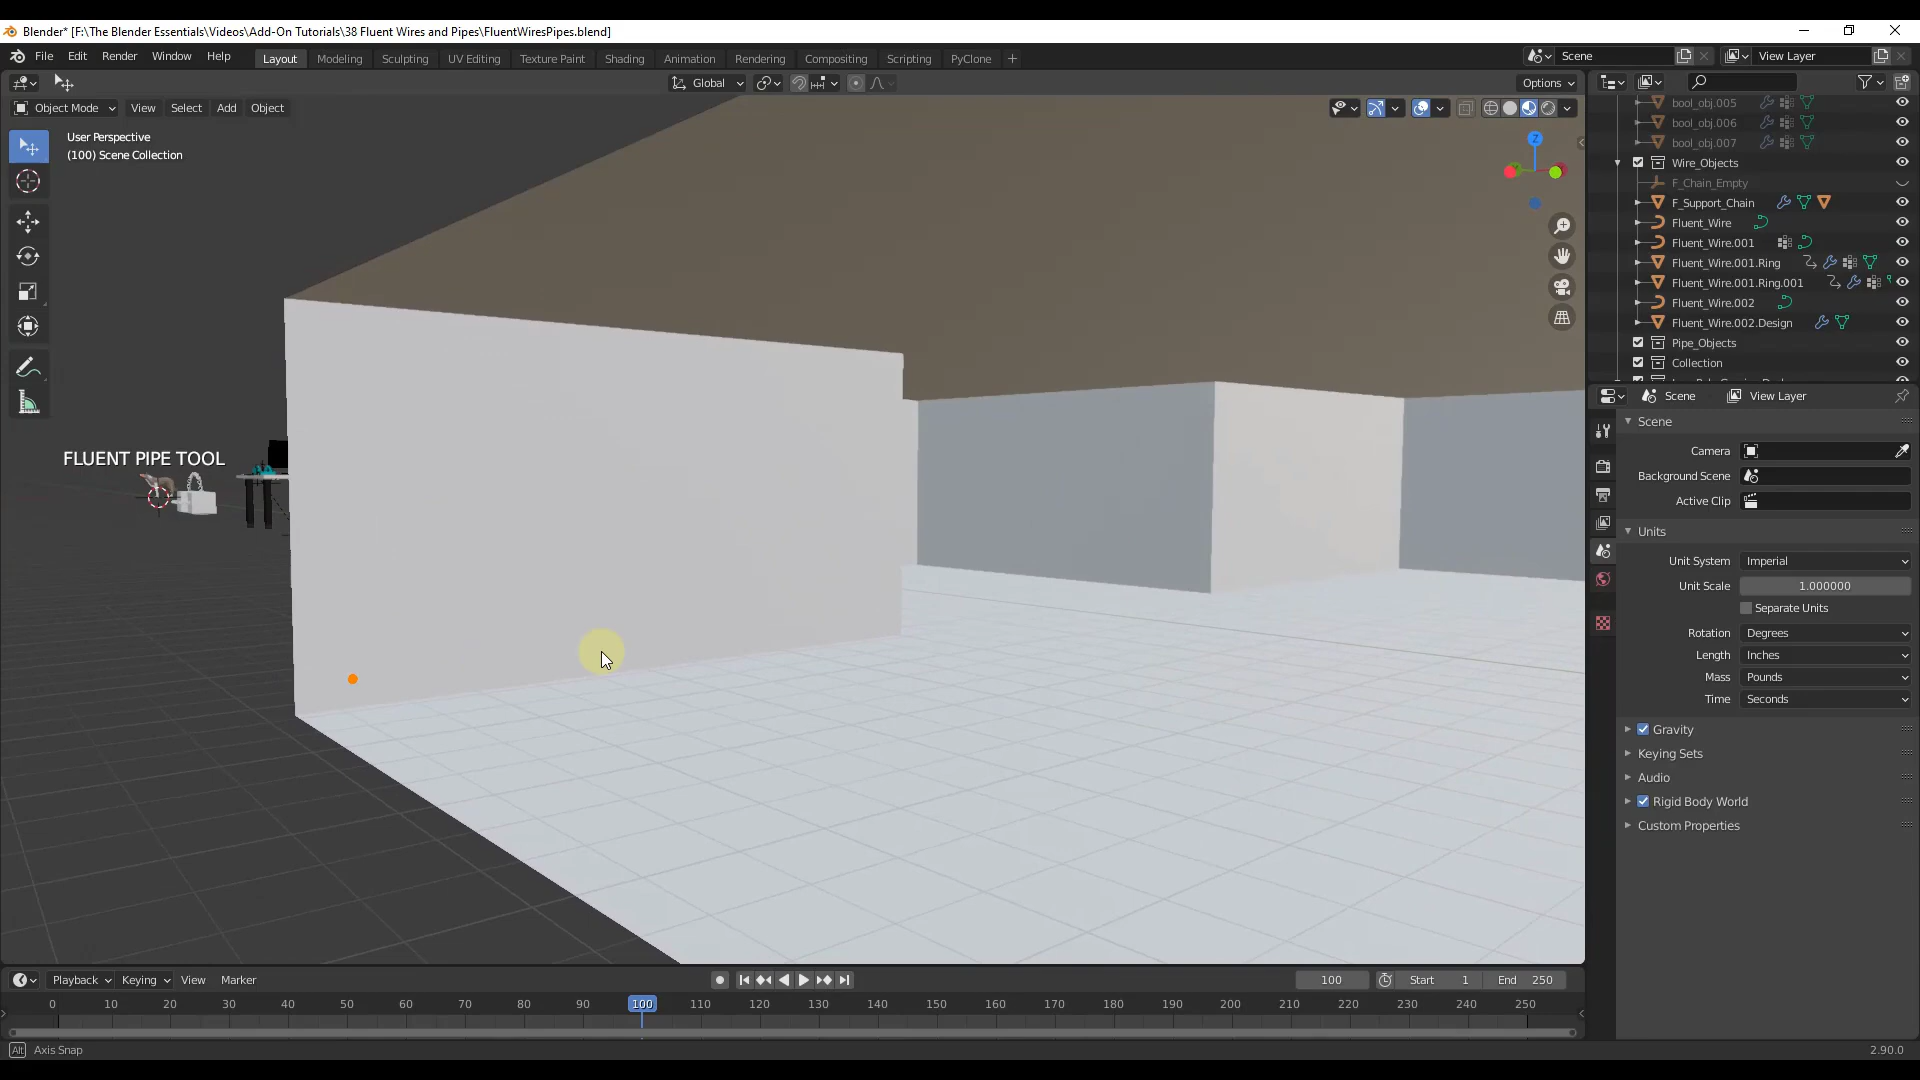 Blender* [F:\The Blender Essentials\Videos\Add-On Tutorials\38 Fluent Wires and Pipes\FluentWiresPipes.blend]
File Edit Render Window Help Layout Modeling Sculpting UV Editing Texture Paint Shading Animation Rendering Compositing Scripting PyClone + Scene View Layer
Global Options
Object Mode View Select Add Object
User Perspective
(100) Scene Collection
Z
FLUENT PIPE TOOL
bool_obj.005
bool_obj.006
bool_obj.007
Wire_Objects
F_Chain_Empty
F_Support_Chain
Fluent_Wire
Fluent_Wire.001
Fluent_Wire.001.Ring
Fluent_Wire.001.Ring.001
Fluent_Wire.002
Fluent_Wire.002.Design
Pipe_Objects
Collection
Scene View Layer
Scene
Camera
Background Scene
Active Clip
Units
Unit System Imperial
Unit Scale 1.000000
Separate Units
Rotation Degrees
Length Inches
Mass Pounds
Time Seconds
Gravity
Keying Sets
Audio
Rigid Body World
Custom Properties
Playback Keying View Marker 100 Start 1 End 250
0 10 20 30 40 50 60 70 80 90 100 110 120 130 140 150 160 170 180 190 200 210 220 230 240 250
Alt Axis Snap 2.90.0